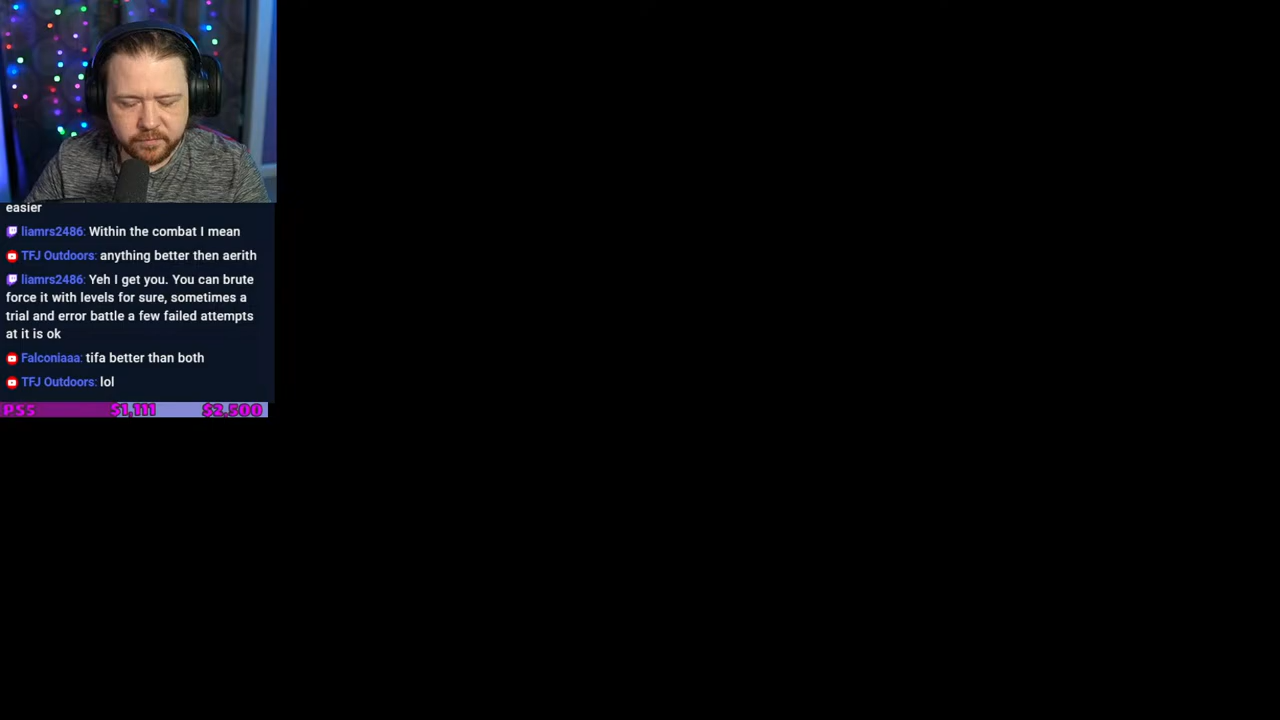 easier
liamrs2486: Within the combat I mean
TFJ Outdoors: anything better then aerith
liamrs2486: Yeh I get you. You can brute
force it with levels for sure, sometimes a
trial and error battle a few failed attempts
at it is ok
Falconiaaa: tifa better than both
TFJ Outdoors: lol
PS5 $1,111 $2,500